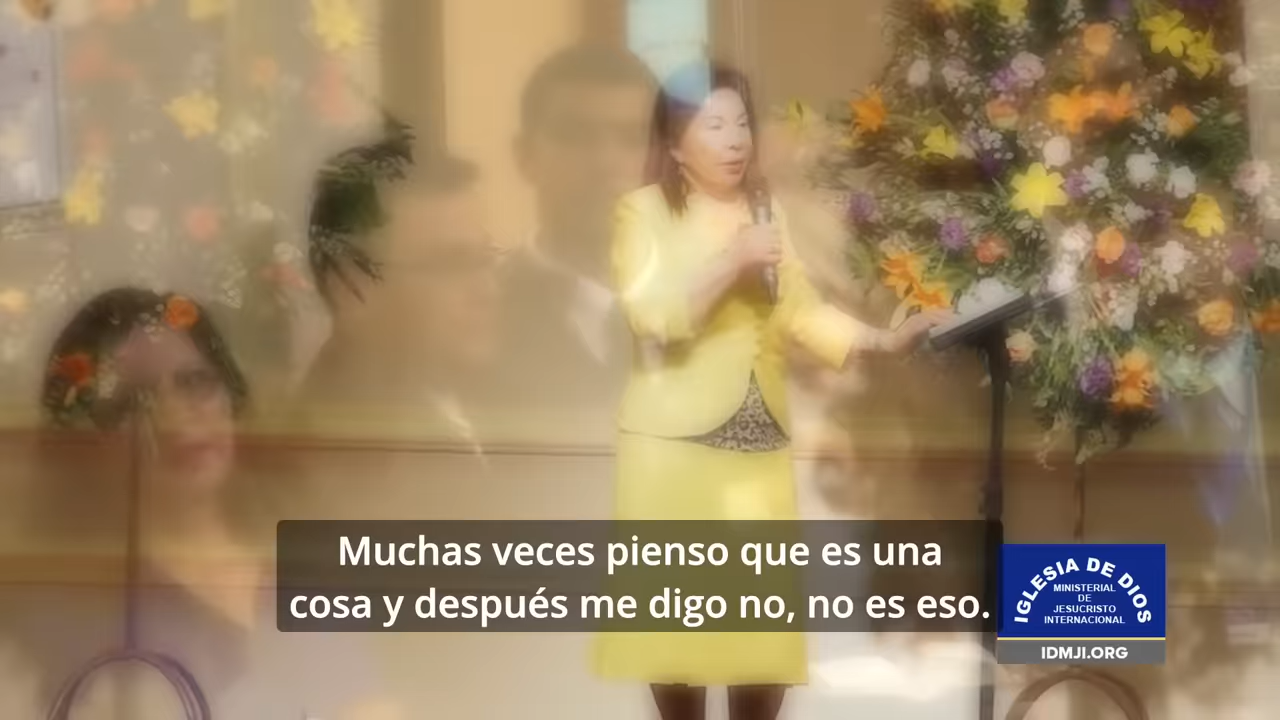 Muchas veces pienso que es una
cosa y después me digo no, no es eso.
IGLESIA DE DIOS
MINISTERIAL
DE
JESUCRISTO
INTERNACIONAL
IDMJI.ORG